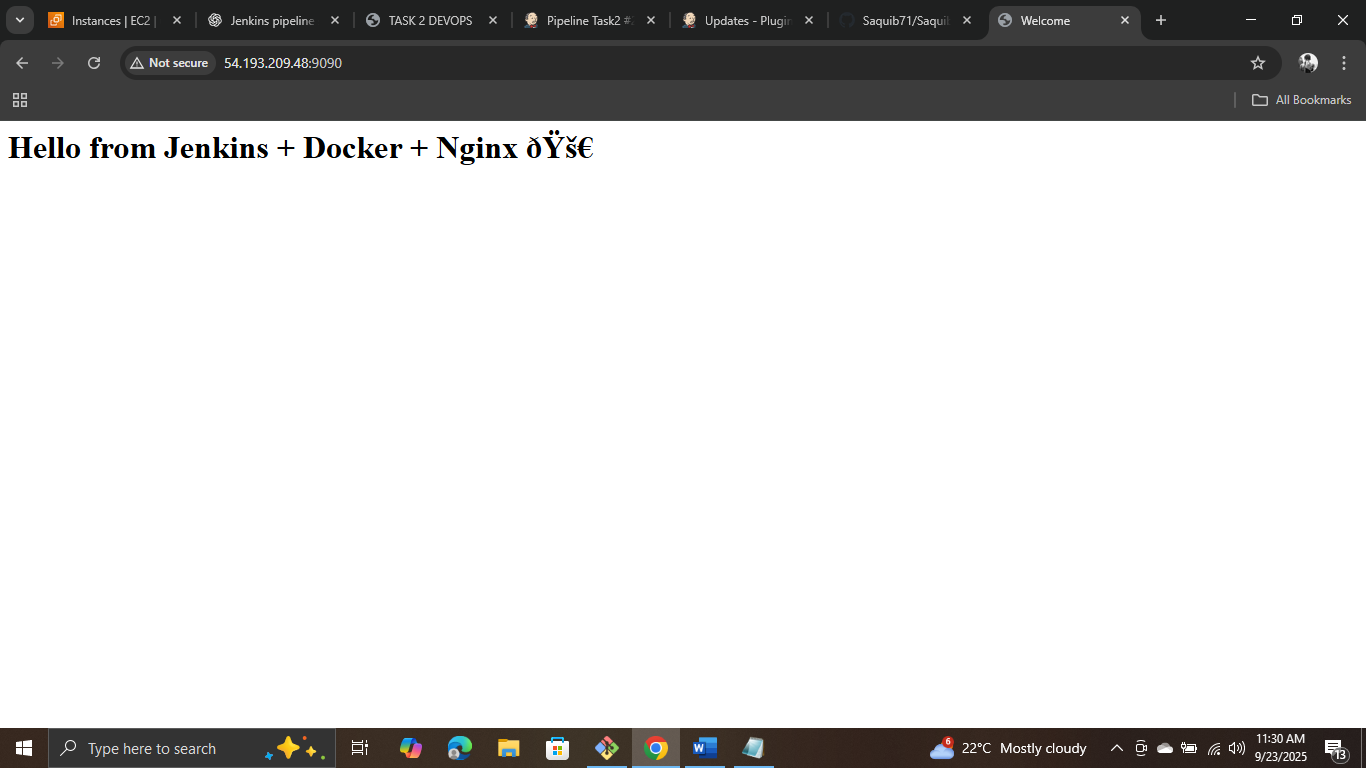 Instances | EC2 |
Jenkins pipeline
TASK 2 DEVOPS
Pipeline Task2 #
Updates - Plugin
Saquib71/Saquib
Welcome
Not secure
54.193.209.48:9090
All Bookmarks
Hello from Jenkins + Docker + Nginx ðŸš€
Type here to search
6
22°C Mostly cloudy
11:30 AM
9/23/2025
13